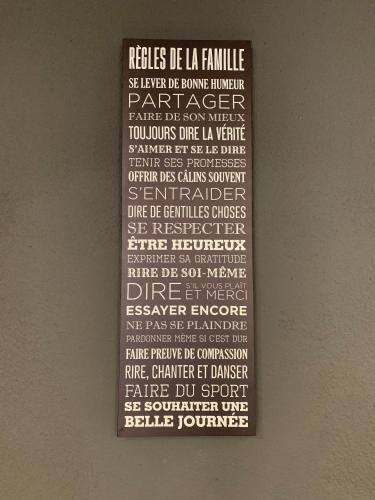 RÈGLES DE LA FAMILLE
SE LEVER DE BONNE HUMEUR
PARTAGER
FAIRE DE SON MIEUX
TOUJOURS DIRE LA VÉRITÉ
S'AIMER ET SE LE DIRE
TENIR SES PROMESSES
OFFRIR DES CÂLINS SOUVENT
S'ENTRAIDER
DIRE DE GENTILLES CHOSES
SE RESPECTER
ÊTRE HEUREUX
EXPRIMER SA GRATITUDE
RIRE DE SOI-MÊME
DIRE S'IL VOUS PLAÎT
ET MERCI
ESSAYER ENCORE
NE PAS SE PLAINDRE
PARDONNER MÊME SI C'EST DUR
FAIRE PREUVE DE COMPASSION
RIRE, CHANTER ET DANSER
FAIRE DU SPORT
SE SOUHAITER UNE
BELLE JOURNÉE